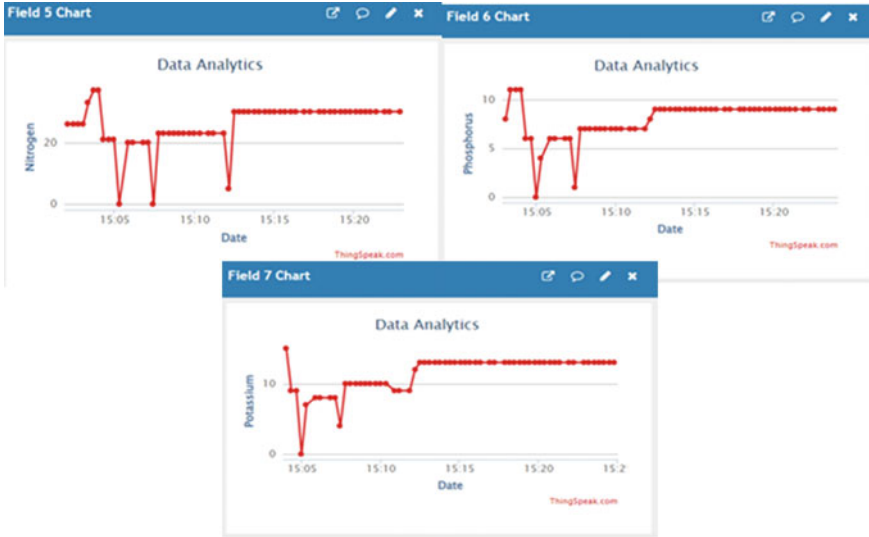 Field 5 Chart
Data Analytics
Nitrogen
20
0
15:05 15:10 15:15 15:20
Date
ThingSpeak.com
Field 6 Chart
Data Analytics
Phosphorus
10
5
0
15:05 15:10 15:15 15:20
Date
ThingSpeak.com
Field 7 Chart
Data Analytics
Potassium
10
0
15:05 15:10 15:15 15:20 15:2
Date
ThingSpeak.com